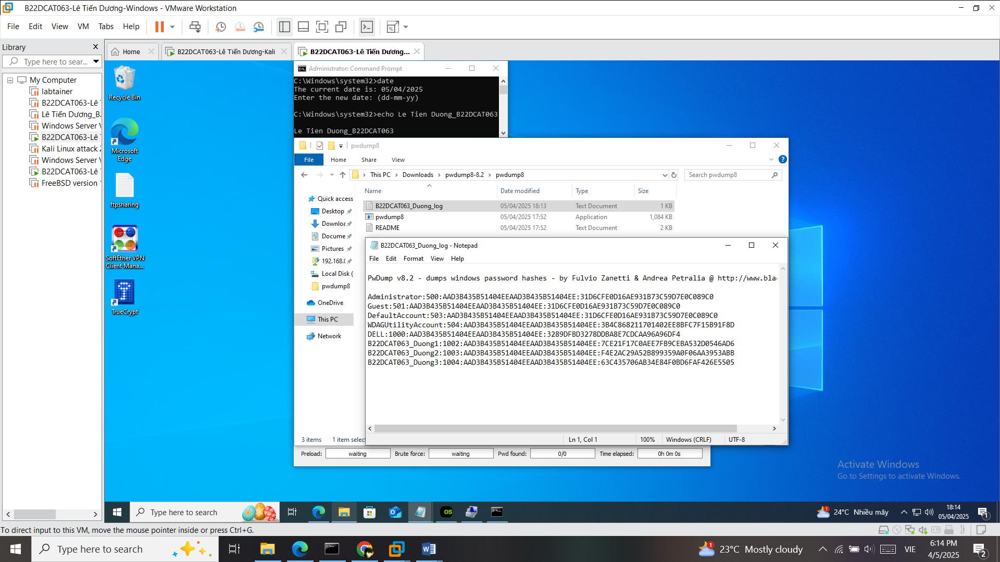 B22DCAT063-Lê Tiến Dương-Windows - VMware Workstation
File Edit View VM Tabs Help
Library
Type here to sear...
My Computer
labtainer
B22DCAT063-Lê
Lê Tiến Dương_B
Windows Server
B22DCAT063-Lê
Kali Linux attack
Windows Server
B22DCAT063-Lê
FreeBSD version
Home
B22DCAT063-Lê Tiến Dương-Kali
B22DCAT063-Lê Tiến Dương...
Recycle Bin
Microsoft
Edge
ftpsharing
SoftEther VPN
Client Mana...
TrueCrypt
Administrator: Command Prompt
C:\Windows\system32>date
The current date is: 05/04/2025
Enter the new date: (dd-mm-yy)
C:\Windows\system32>echo Le Tien Duong_B22DCAT063
Le Tien Duong_B22DCAT063
pwdump8
File Home Share View
This PC > Downloads > pwdump8-8.2 > pwdump8
Search pwdump8
Name Date modified Type Size
B22DCAT063_Duong_log 05/04/2025 18:13 Text Document 1 KB
pwdump8 05/04/2025 17:52 Application 1,084 KB
README 05/04/2025 17:52 Text Document 2 KB
Quick access
Desktop
Downloa
Docume
Pictures
192.168.(
Local Disk (
pwdump8
OneDrive
This PC
Network
3 items 1 item select
B22DCAT063_Duong_log - Notepad
File Edit Format View Help
PwDump v8.2 - dumps windows password hashes - by Fulvio Zanetti & Andrea Petralia @ http://www.bla
Administrator:500:AAD3B435B51404EEAAD3B435B51404EE:31D6CFE0D16AE931B73C59D7E0C089C0
Guest:501:AAD3B435B51404EEAAD3B435B51404EE:31D6CFE0D16AE931B73C59D7E0C089C0
DefaultAccount:503:AAD3B435B51404EEAAD3B435B51404EE:31D6CFE0D16AE931B73C59D7E0C089C0
WDAGUtilityAccount:504:AAD3B435B51404EEAAD3B435B51404EE:3B4C868211701402EE8BFC7F15B91F8D
DELL:1000:AAD3B435B51404EEAAD3B435B51404EE:3289DFBD3278DDBA8E7CDCAA96A96DF4
B22DCAT063_Duong1:1002:AAD3B435B51404EEAAD3B435B51404EE:7CE21F17C0AEE7FB9CEBA532D0546AD6
B22DCAT063_Duong2:1003:AAD3B435B51404EEAAD3B435B51404EE:F4E2AC29A52B899359A0F06AA3953ABB
B22DCAT063_Duong3:1004:AAD3B435B51404EEAAD3B435B51404EE:63C435706AB34E84F0BD6FAF426E5505
Ln 1, Col 1 100% Windows (CRLF) UTF-8
Preload: waiting Brute force: waiting Pwd found: 0/0 Time elapsed: 0h 0m 0s
Activate Windows
Go to Settings to activate Windows.
Type here to search
OS
24°C Nhiều mây
18:14
05/04/2025
1
To direct input to this VM, move the mouse pointer inside or press Ctrl+G.
Type here to search
23°C Mostly cloudy
VIE
6:14 PM
4/5/2025
2